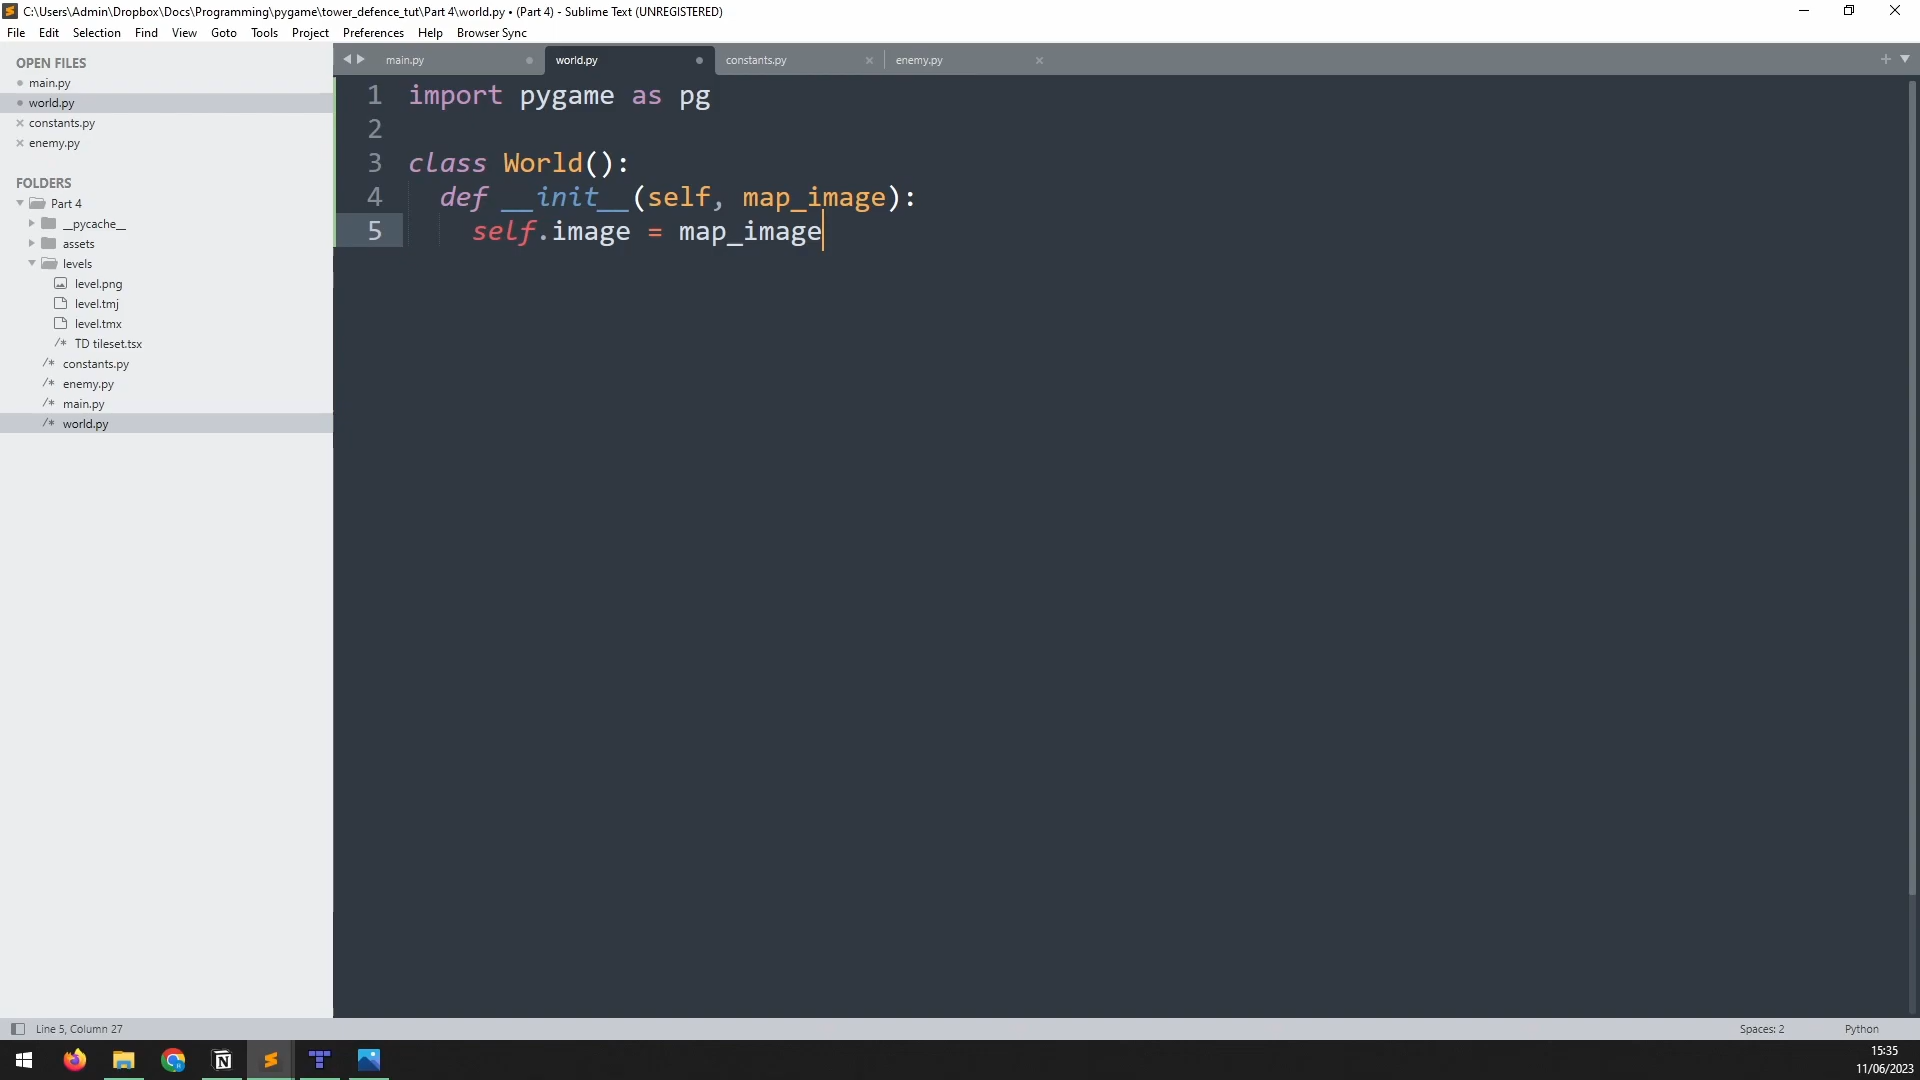 C:\Users\Admin\Dropbox\Docs\Programming\pygame\tower_defence_tut\Part 4\world.py • (Part 4) - Sublime Text (UNREGISTERED)
File Edit Selection Find View Goto Tools Project Preferences Help Browser Sync
OPEN FILES
main.py
world.py
constants.py
enemy.py
FOLDERS
Part 4
__pycache__
assets
levels
level.png
level.tmj
level.tmx
/* TD tileset.tsx
/* constants.py
/* enemy.py
/* main.py
/* world.py
main.py world.py constants.py enemy.py
1 import pygame as pg
2
3 class World():
4 def __init__(self, map_image):
5 self.image = map_image
Line 5, Column 27 Spaces: 2 Python
15:35
11/06/2023